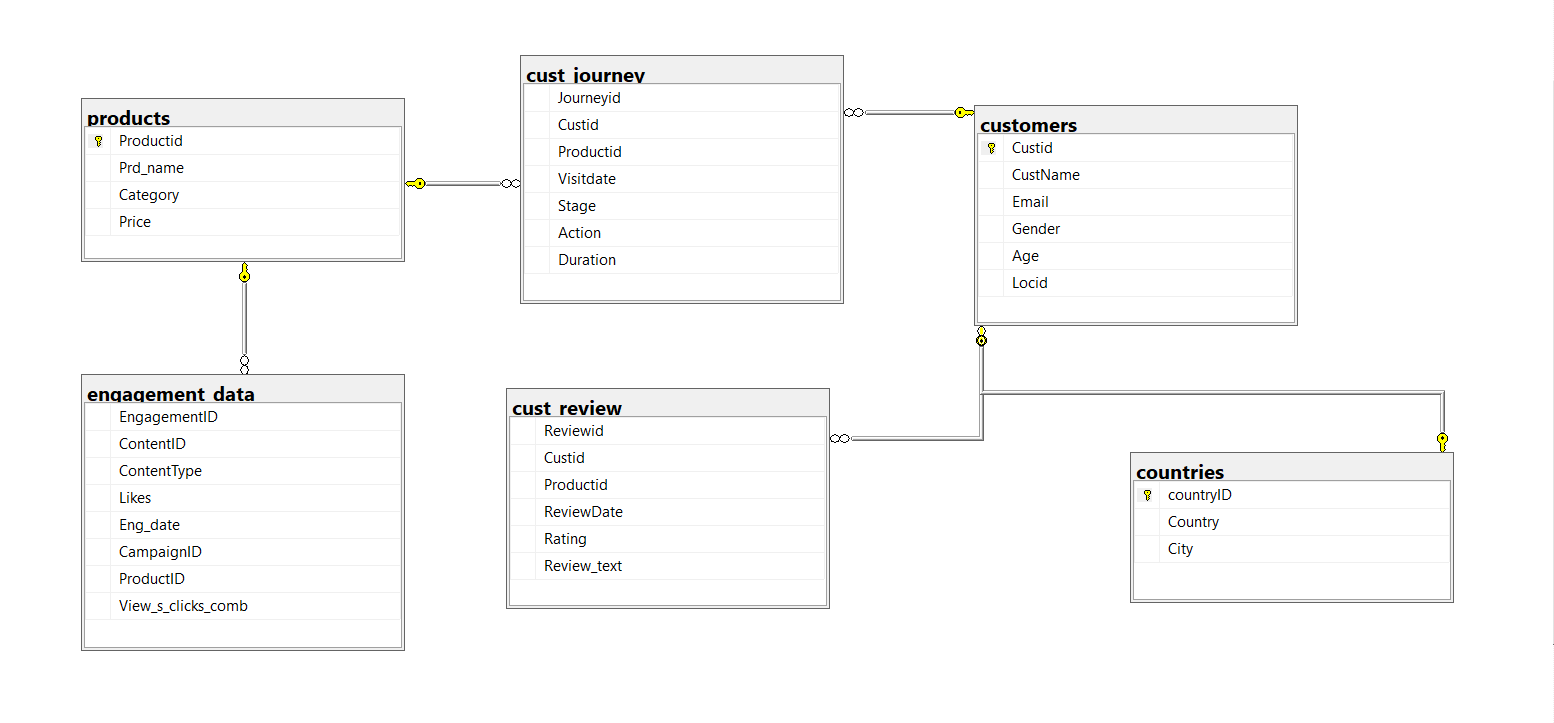 products
Productid
Prd_name
Category
Price
cust_journey
Journeyid
Custid
Productid
Visitdate
Stage
Action
Duration
customers
Custid
CustName
Email
Gender
Age
Locid
engagement_data
EngagementID
ContentID
ContentType
Likes
Eng_date
CampaignID
ProductID
View_s_clicks_comb
cust_review
Reviewid
Custid
Productid
ReviewDate
Rating
Review_text
countries
countryID
Country
City